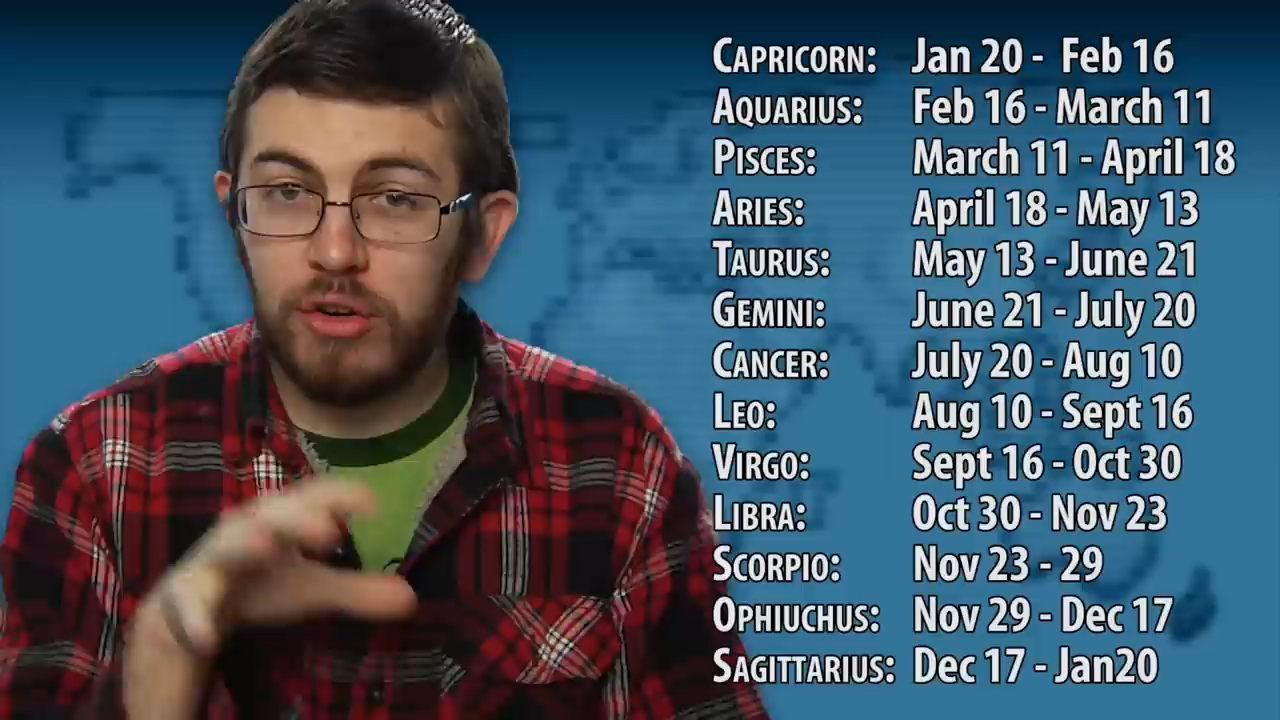 Capricorn: Jan 20 - Feb 16
Aquarius: Feb 16 - March 11
Pisces: March 11 - April 18
Aries: April 18 - May 13
Taurus: May 13 - June 21
Gemini: June 21 - July 20
Cancer: July 20 - Aug 10
Leo: Aug 10 - Sept 16
Virgo: Sept 16 - Oct 30
Libra: Oct 30 - Nov 23
Scorpio: Nov 23 - 29
Ophiuchus: Nov 29 - Dec 17
Sagittarius: Dec 17 - Jan20